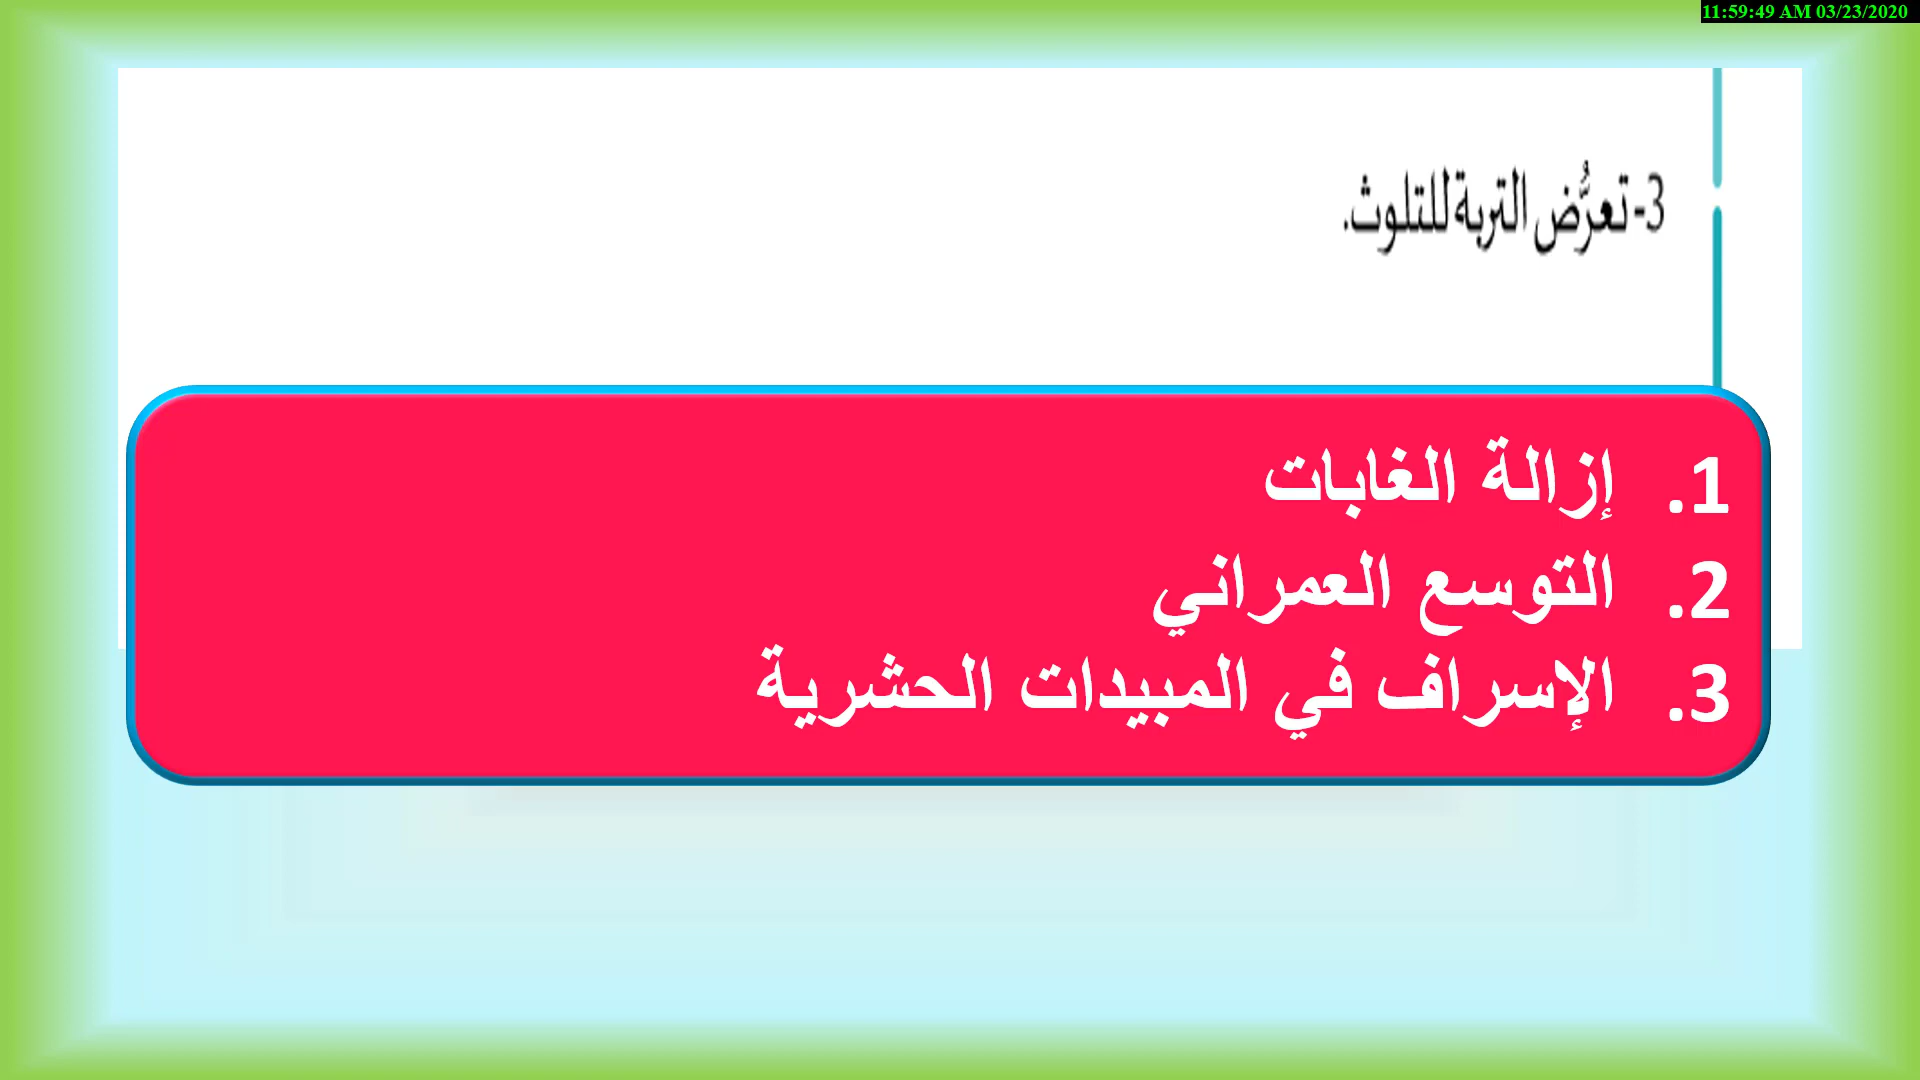 11:59:49 AM 03/23/2020
3- تعرُّض التربة للتلوث.
1. إزالة الغابات
2. التوسع العمراني
3. الإسراف في المبيدات الحشرية